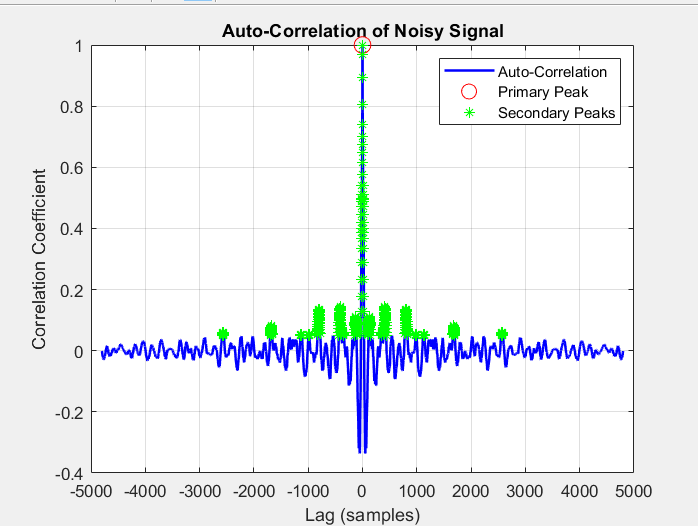 Auto-Correlation of Noisy Signal
1
0.8
0.6
0.4
0.2
0
-0.2
-0.4
Correlation Coefficient
Auto-Correlation
Primary Peak
Secondary Peaks
-5000 -4000 -3000 -2000 -1000 0 1000 2000 3000 4000 5000
Lag (samples)